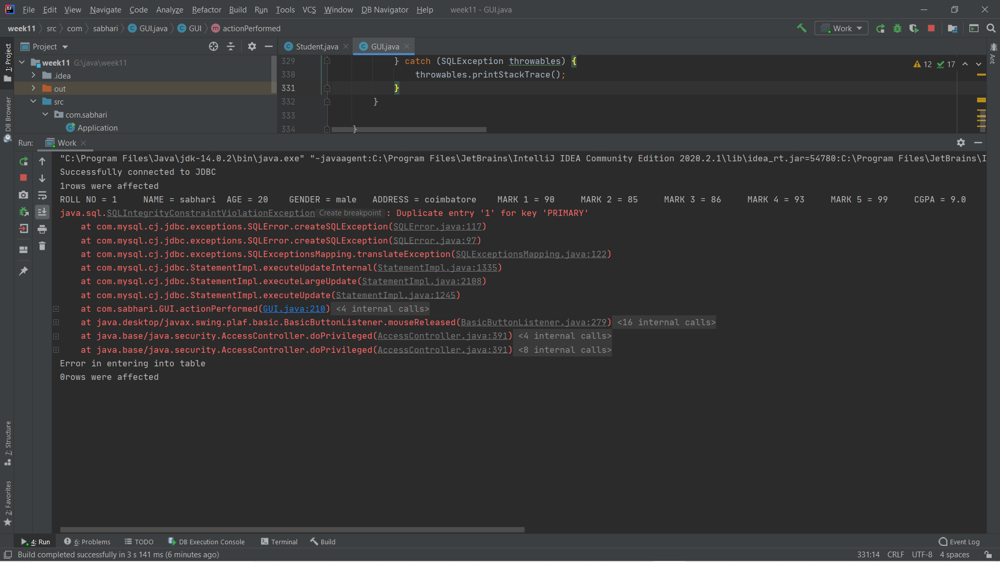 File Edit View Navigate Code Analyze Refactor Build Run Tools VCS Window DB Navigator Help week11 - GUI.java
week11 src com sabhari GUI.java GUI actionPerformed Work
1: Project
DB Browser
7: Structure
2: Favorites
Ant
Project
week11 G:\java\week11
.idea
out
src
com.sabhari
Application
Student.java GUI.java
329 } catch (SQLException throwables) {
330 throwables.printStackTrace();
331 }
332 }
333
334 }
12 17
Run: Work
"C:\Program Files\Java\jdk-14.0.2\bin\java.exe" "-javaagent:C:\Program Files\JetBrains\IntelliJ IDEA Community Edition 2020.2.1\lib\idea_rt.jar=54780:C:\Program Files\JetBrains\I
Successfully connected to JDBC
1rows were affected
ROLL NO = 1 NAME = sabhari AGE = 20 GENDER = male ADDRESS = coimbatore MARK 1 = 90 MARK 2 = 85 MARK 3 = 86 MARK 4 = 93 MARK 5 = 99 CGPA = 9.0
java.sql.SQLIntegrityConstraintViolationException Create breakpoint : Duplicate entry '1' for key 'PRIMARY'
at com.mysql.cj.jdbc.exceptions.SQLError.createSQLException(SQLError.java:117)
at com.mysql.cj.jdbc.exceptions.SQLError.createSQLException(SQLError.java:97)
at com.mysql.cj.jdbc.exceptions.SQLExceptionsMapping.translateException(SQLExceptionsMapping.java:122)
at com.mysql.cj.jdbc.StatementImpl.executeUpdateInternal(StatementImpl.java:1335)
at com.mysql.cj.jdbc.StatementImpl.executeLargeUpdate(StatementImpl.java:2108)
at com.mysql.cj.jdbc.StatementImpl.executeUpdate(StatementImpl.java:1245)
at com.sabhari.GUI.actionPerformed(GUI.java:210) <4 internal calls>
at java.desktop/javax.swing.plaf.basic.BasicButtonListener.mouseReleased(BasicButtonListener.java:279) <16 internal calls>
at java.base/java.security.AccessController.doPrivileged(AccessController.java:391) <4 internal calls>
at java.base/java.security.AccessController.doPrivileged(AccessController.java:391) <8 internal calls>
Error in entering into table
0rows were affected
4: Run 6: Problems TODO DB Execution Console Terminal Build Event Log
Build completed successfully in 3 s 141 ms (6 minutes ago) 331:14 CRLF UTF-8 4 spaces